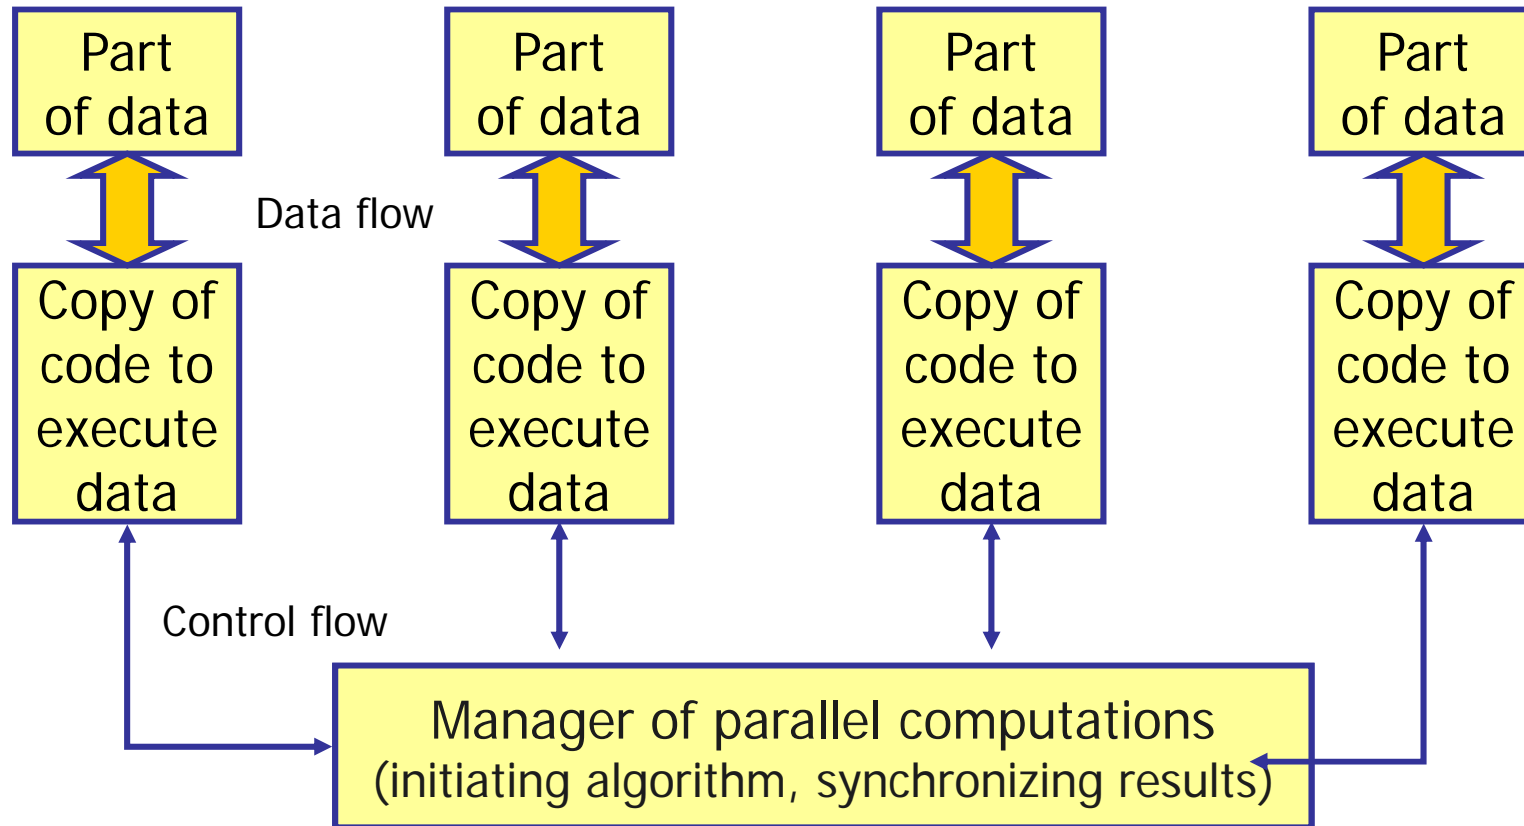 Part
of data
Part
of data
Part
of data
Part
of data
Data flow
Copy of
code to
execute
data
Copy of
code to
execute
data
Copy of
code to
execute
data
Copy of
code to
execute
data
Control flow
Manager of parallel computations
(initiating algorithm, synchronizing results)